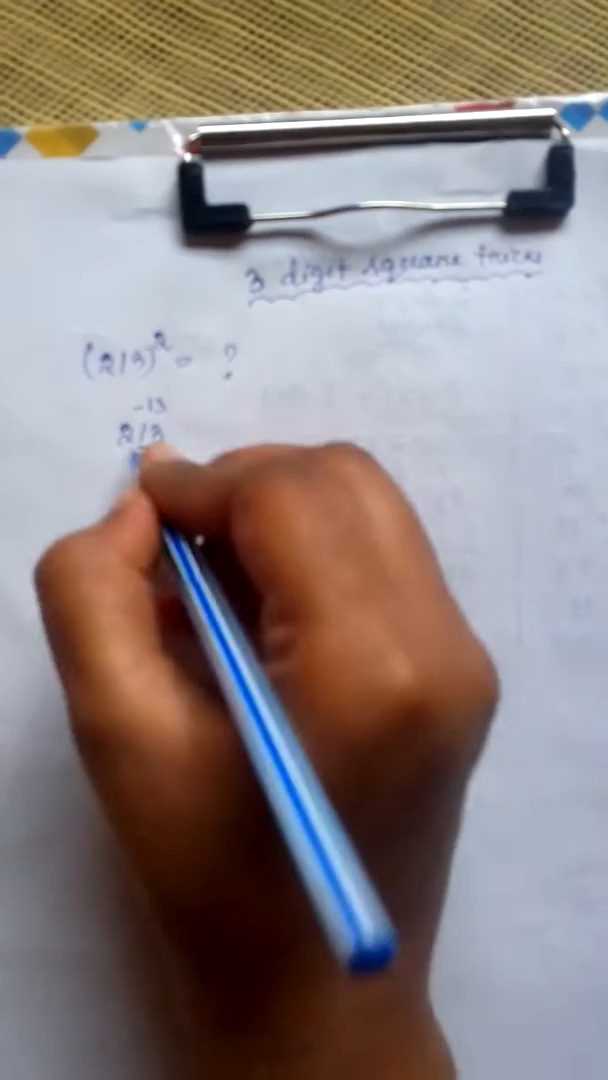 3 digit square tricks
(213)² = ?
-13
213